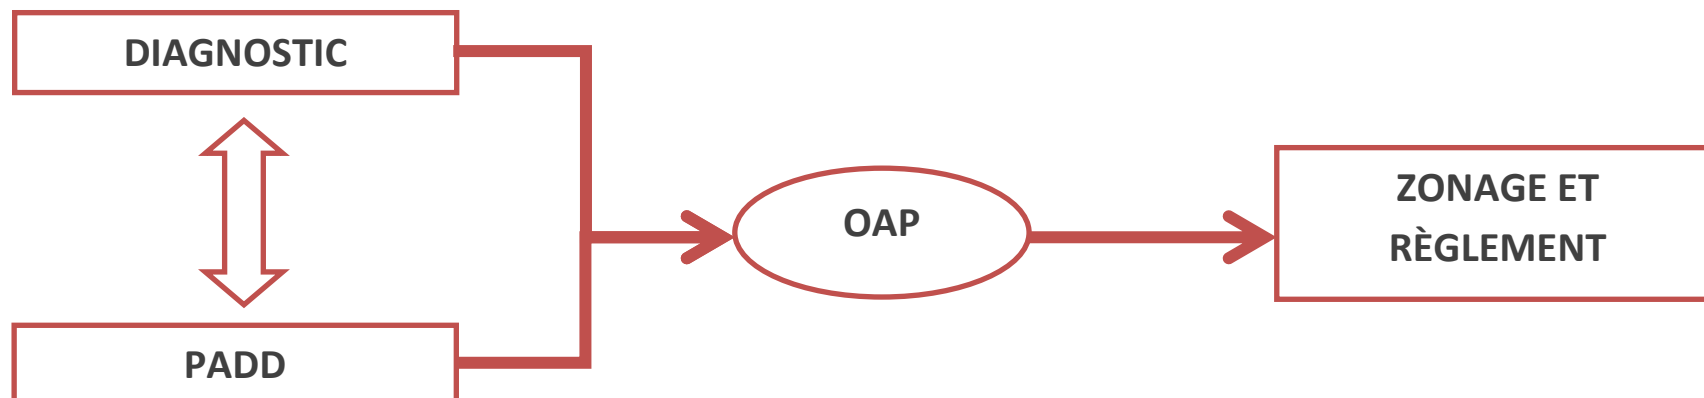 DIAGNOSTIC
PADD
OAP
ZONAGE ET
RÈGLEMENT